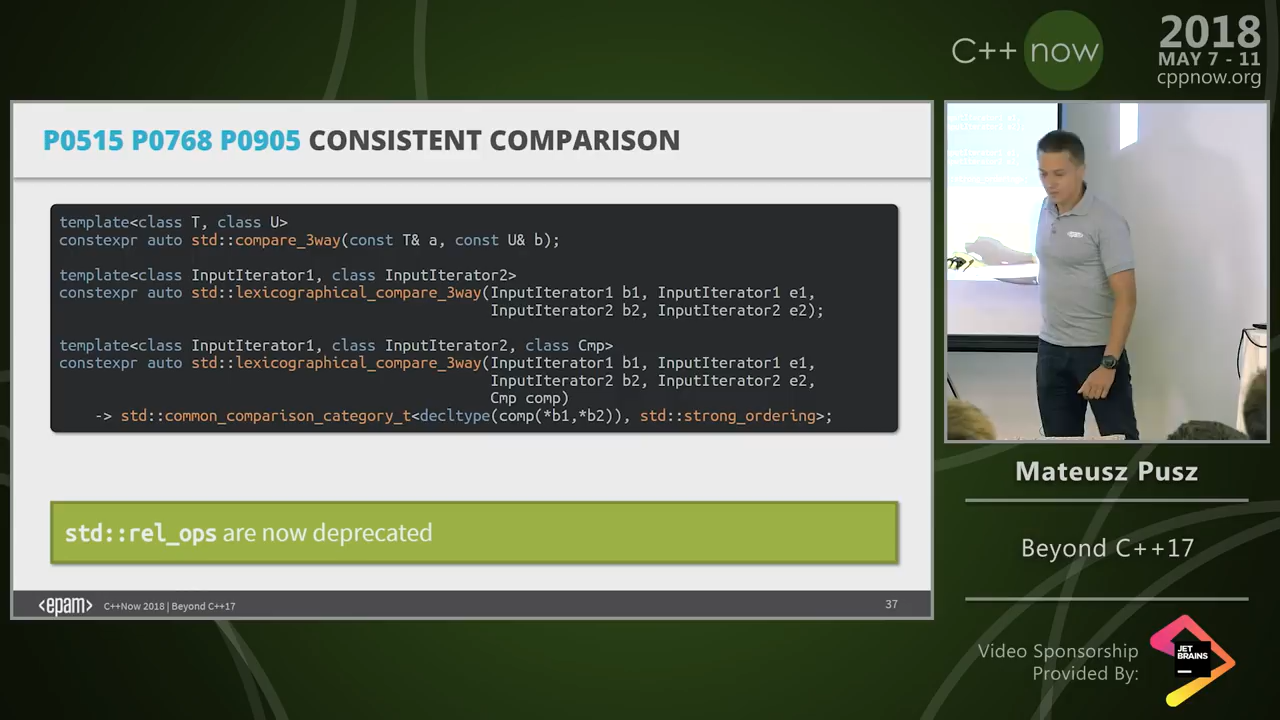 C++ now
2018
MAY 7 - 11
cppnow.org
P0515 P0768 P0905 CONSISTENT COMPARISON
template<class T, class U>
constexpr auto std::compare_3way(const T& a, const U& b);
template<class InputIterator1, class InputIterator2>
constexpr auto std::lexicographical_compare_3way(InputIterator1 b1, InputIterator1 e1,
InputIterator2 b2, InputIterator2 e2);
template<class InputIterator1, class InputIterator2, class Cmp>
constexpr auto std::lexicographical_compare_3way(InputIterator1 b1, InputIterator1 e1,
InputIterator2 b2, InputIterator2 e2,
Cmp comp)
-> std::common_comparison_category_t<decltype(comp(*b1,*b2)), std::strong_ordering>;
std::rel_ops are now deprecated
<epam> C++Now 2018 | Beyond C++17
37
Mateusz Pusz
Beyond C++17
Video Sponsorship
Provided By:
JET
BRAINS